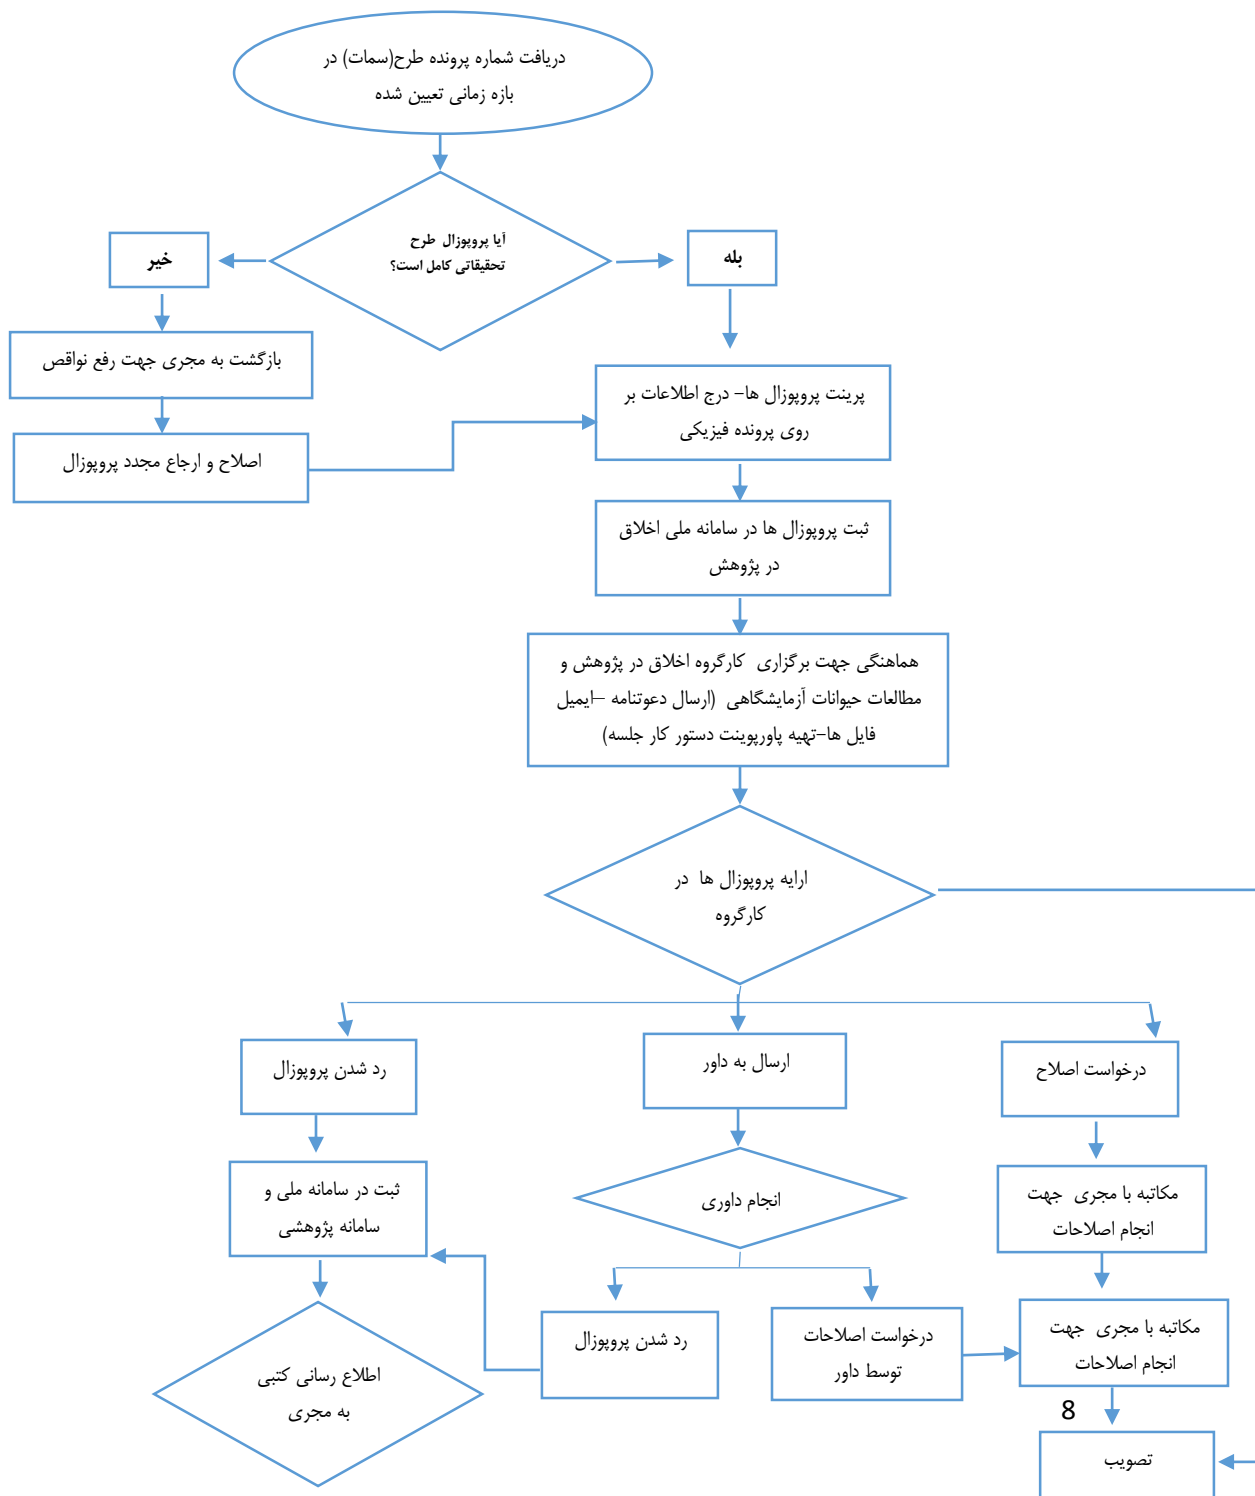 دریافت شماره پرونده طرح(سمات) در
بازه زمانی تعیین شده
آیا پروپوزال طرح
تحقیقاتی کامل است؟
بله
خیر
بازگشت به مجری جهت رفع نواقص
اصلاح و ارجاع مجدد پروپوزال
پرینت پروپوزال ها– درج اطلاعات بر
روی پرونده فیزیکی
ثبت پروپوزال ها در سامانه ملی اخلاق
در پژوهش
هماهنگی جهت برگزاری کارگروه اخلاق در پژوهش و
مطالعات حیوانات آزمایشگاهی (ارسال دعوتنامه –ایمیل
فایل ها–تهیه پاورپوینت دستور کار جلسه)
ارایه پروپوزال ها در
کارگروه
درخواست اصلاح
ارسال به داور
رد شدن پروپوزال
مکاتبه با مجری جهت
انجام اصلاحات
انجام داوری
ثبت در سامانه ملی و
سامانه پژوهشی
مکاتبه با مجری جهت
انجام اصلاحات
درخواست اصلاحات
توسط داور
رد شدن پروپوزال
اطلاع رسانی کتبی
به مجری
8
تصویب